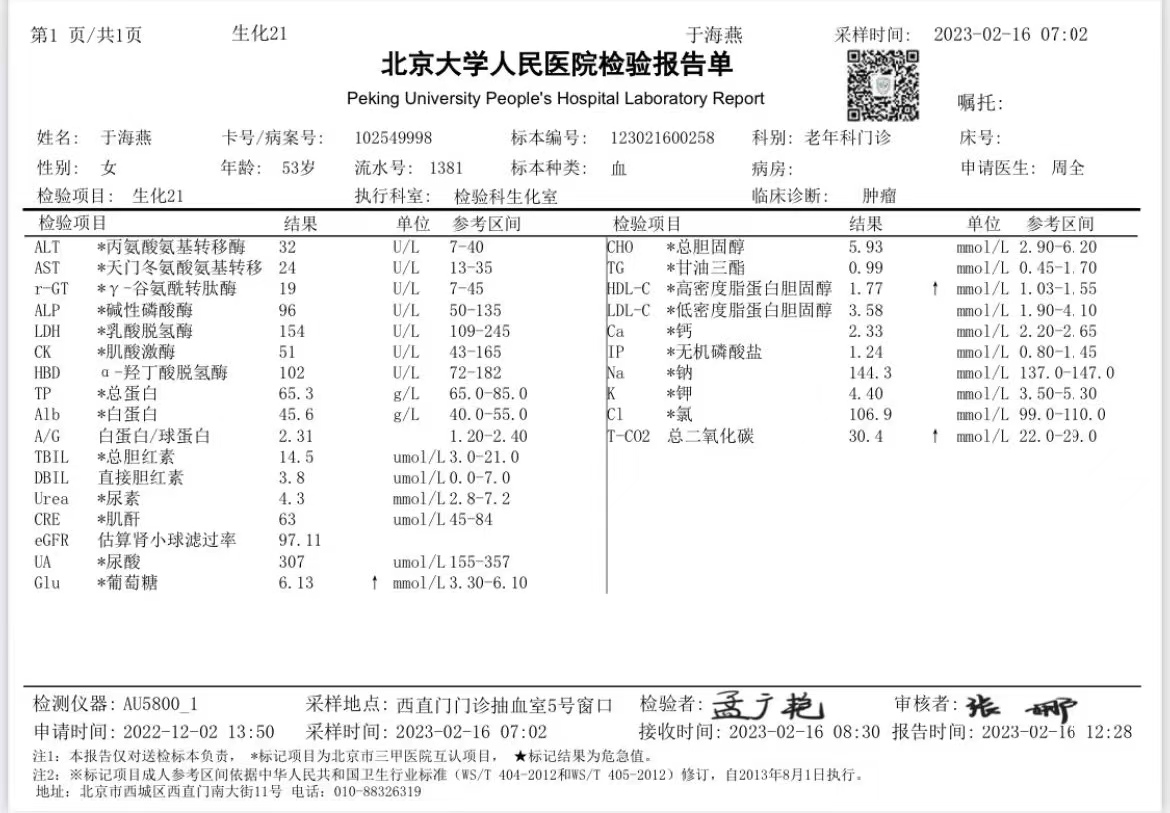 第1 页/共1页 生化21 于海燕 采样时间: 2023-02-16 07:02
北京大学人民医院检验报告单
Peking University People's Hospital Laboratory Report
嘱托:
姓名: 于海燕 卡号/病案号: 102549998 标本编号: 123021600258 科别: 老年科门诊 床号:
性别: 女 年龄: 53岁 流水号: 1381 标本种类: 血 病房: 申请医生: 周全
检验项目: 生化21 执行科室: 检验科生化室 临床诊断: 肿瘤
检验项目 结果 单位 参考区间 检验项目 结果 单位 参考区间
ALT *丙氨酸氨基转移酶 32 U/L 7-40 CHO *总胆固醇 5.93 mmol/L 2.90-6.20
AST *天门冬氨酸氨基转移 24 U/L 13-35 TG *甘油三酯 0.99 mmol/L 0.45-1.70
r-GT *γ-谷氨酰转肽酶 19 U/L 7-45 HDL-C *高密度脂蛋白胆固醇 1.77 ↑ mmol/L 1.03-1.55
ALP *碱性磷酸酶 96 U/L 50-135 LDL-C *低密度脂蛋白胆固醇 3.58 mmol/L 1.90-4.10
LDH *乳酸脱氢酶 154 U/L 109-245 Ca *钙 2.33 mmol/L 2.20-2.65
CK *肌酸激酶 51 U/L 43-165 IP *无机磷酸盐 1.24 mmol/L 0.80-1.45
HBD α-羟丁酸脱氢酶 102 U/L 72-182 Na *钠 144.3 mmol/L 137.0-147.0
TP *总蛋白 65.3 g/L 65.0-85.0 K *钾 4.40 mmol/L 3.50-5.30
Alb *白蛋白 45.6 g/L 40.0-55.0 Cl *氯 106.9 mmol/L 99.0-110.0
A/G 白蛋白/球蛋白 2.31 1.20-2.40 T-CO2 总二氧化碳 30.4 ↑ mmol/L 22.0-29.0
TBIL *总胆红素 14.5 umol/L 3.0-21.0
DBIL 直接胆红素 3.8 umol/L 0.0-7.0
Urea *尿素 4.3 mmol/L 2.8-7.2
CRE *肌酐 63 umol/L 45-84
eGFR 估算肾小球滤过率 97.11
UA *尿酸 307 umol/L 155-357
Glu *葡萄糖 6.13 ↑ mmol/L 3.30-6.10
检测仪器: AU5800_1 采样地点: 西直门门诊抽血室5号窗口 检验者: 孟广艳 审核者: 张
申请时间: 2022-12-02 13:50 采样时间: 2023-02-16 07:02 接收时间: 2023-02-16 08:30 报告时间: 2023-02-16 12:28
注1: 本报告仅对送检标本负责, *标记项目为北京市三甲医院互认项目, ★标记结果为危急值。
注2: ※标记项目成人参考区间依据中华人民共和国卫生行业标准 (WS/T 404-2012和WS/T 405-2012) 修订, 自2013年8月1日执行。
地址: 北京市西城区西直门南大街11号 电话: 010-88326319